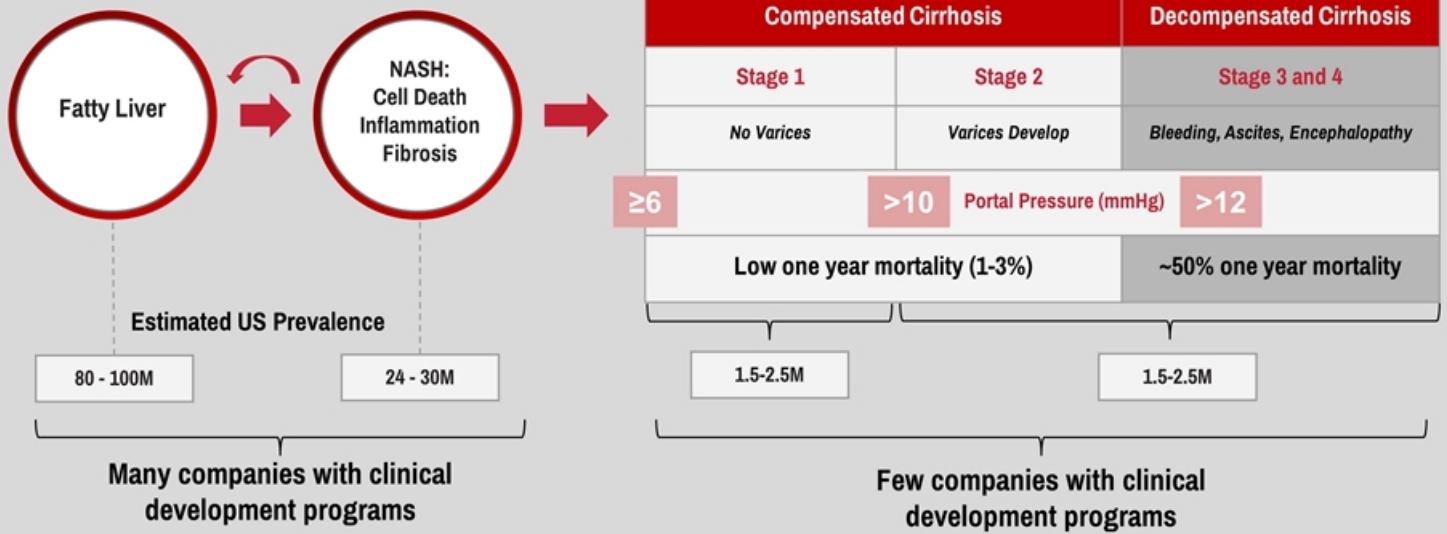 Fatty Liver
NASH:
Cell Death
Inflammation
Fibrosis
Estimated US Prevalence
80 - 100M
24 - 30M
Many companies with clinical
development programs
Compensated Cirrhosis
Decompensated Cirrhosis
Stage 1
Stage 2
Stage 3 and 4
No Varices
Varices Develop
Bleeding, Ascites, Encephalopathy
≥6
>10
Portal Pressure (mmHg)
>12
Low one year mortality (1-3%)
~50% one year mortality
1.5-2.5M
1.5-2.5M
Few companies with clinical
development programs